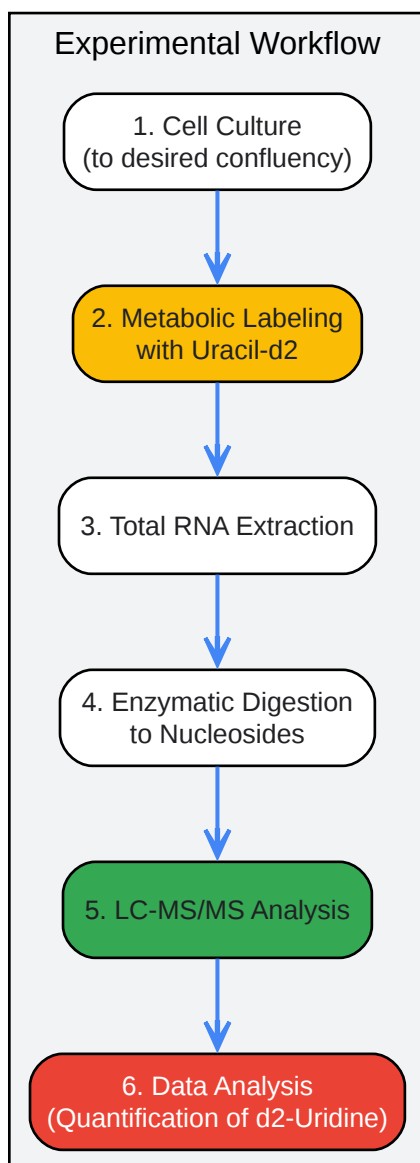 Experimental Workflow
1. Cell Culture
(to desired confluency)
2. Metabolic Labeling
with Uracil-d2
3. Total RNA Extraction
4. Enzymatic Digestion
to Nucleosides
5. LC-MS/MS Analysis
6. Data Analysis
(Quantification of d2-Uridine)